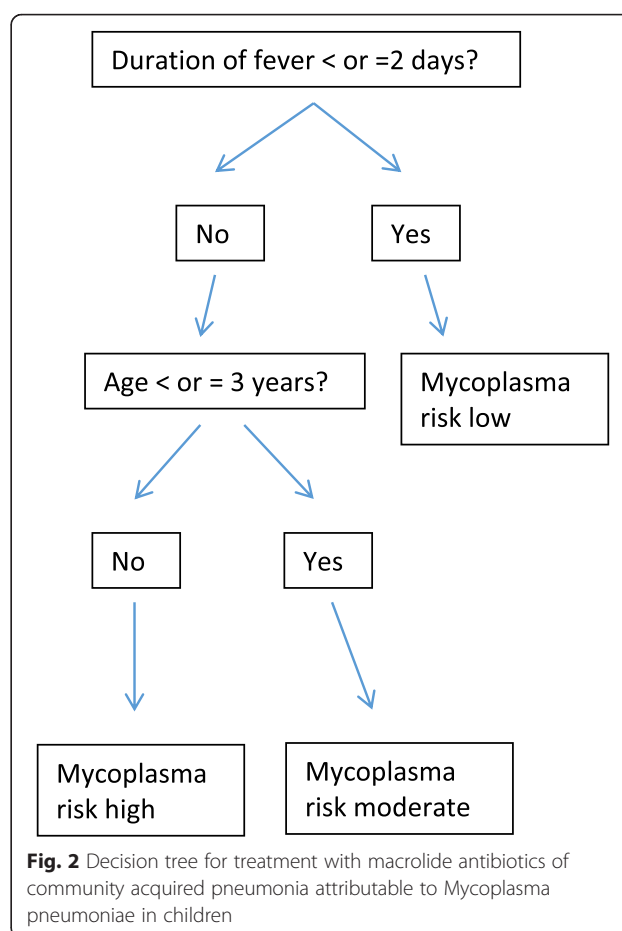 Duration of fever < or =2 days?
No
Yes
Age < or = 3 years?
Mycoplasma
risk low
No
Yes
Mycoplasma
risk high
Mycoplasma
risk moderate
Fig. 2 Decision tree for treatment with macrolide antibiotics of
community acquired pneumonia attributable to Mycoplasma
pneumoniae in children